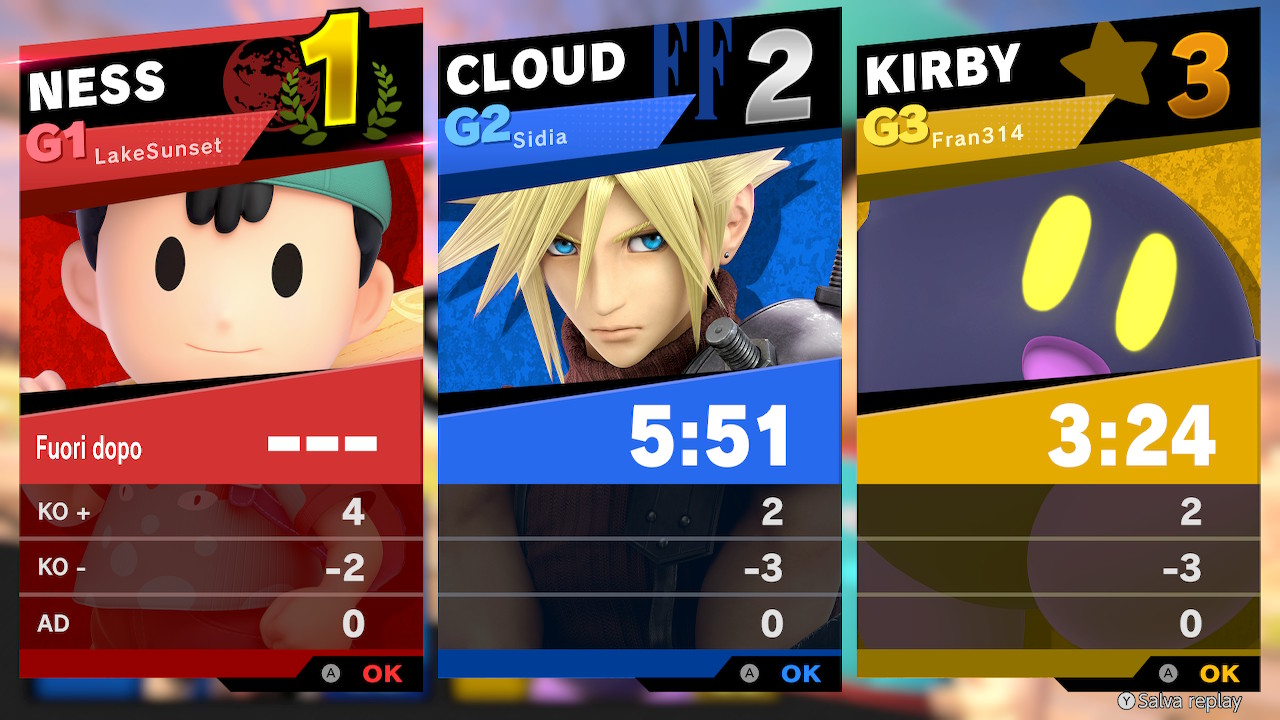 NESS 1
G1 LakeSunset
Fuori dopo ---
KO + 4
KO - -2
AD 0
A OK
CLOUD FF 2
G2 Sidia
5:51
2
-3
0
A OK
KIRBY 3
G3 Fran314
3:24
2
-3
0
A OK
Y Salva replay